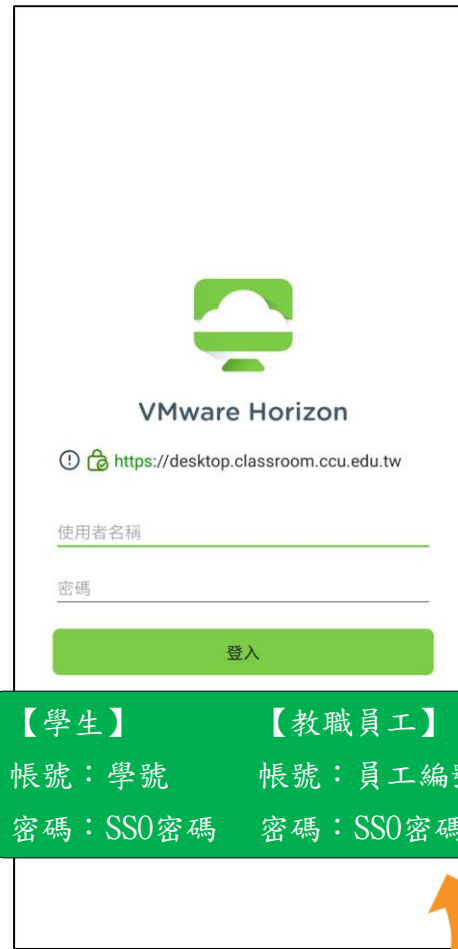 VMware Horizon
https://desktop.classroom.ccu.edu.tw
使用者名稱
密碼
登入
【學生】 【教職員工】
帳號：學號 帳號：員工編號
密碼：SSO密碼 密碼：SSO密碼